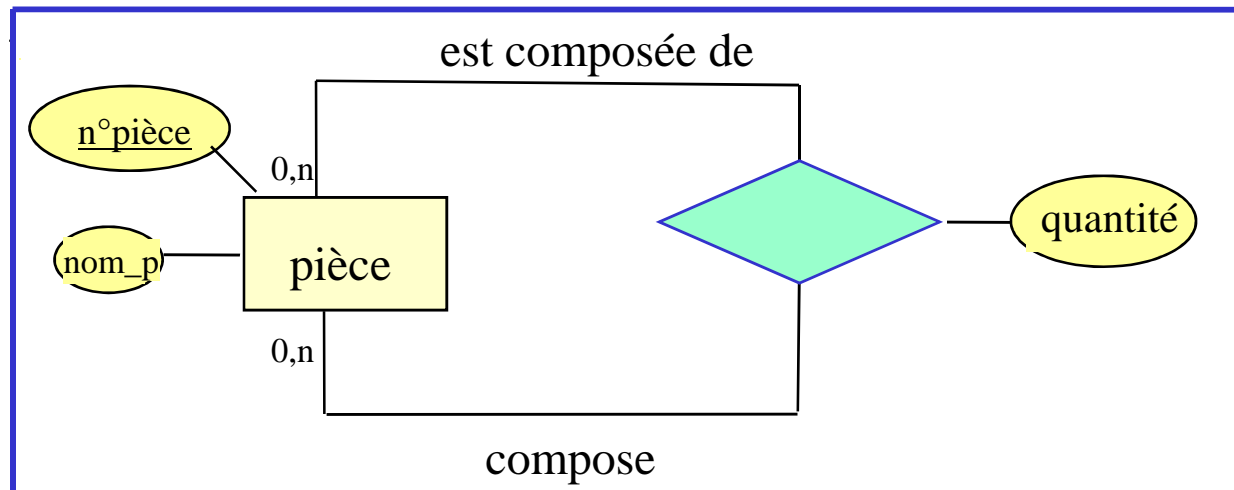 est composée de
n°pièce
0,n
quantité
nom_p
pièce
0,n
compose